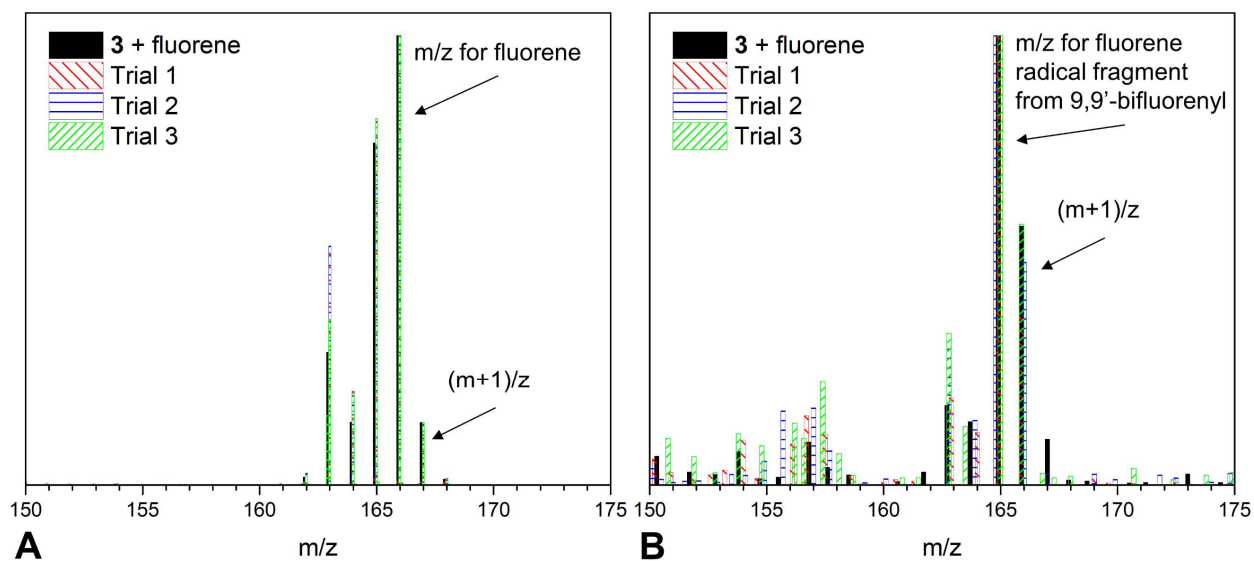 3 + fluorene
Trial 1
Trial 2
Trial 3
m/z for fluorene
(m+1)/z
150 155 160 165 170 175
A
m/z
3 + fluorene
Trial 1
Trial 2
Trial 3
m/z for fluorene
radical fragment
from 9,9'-bifluorenyl
(m+1)/z
150 155 160 165 170 175
B
m/z